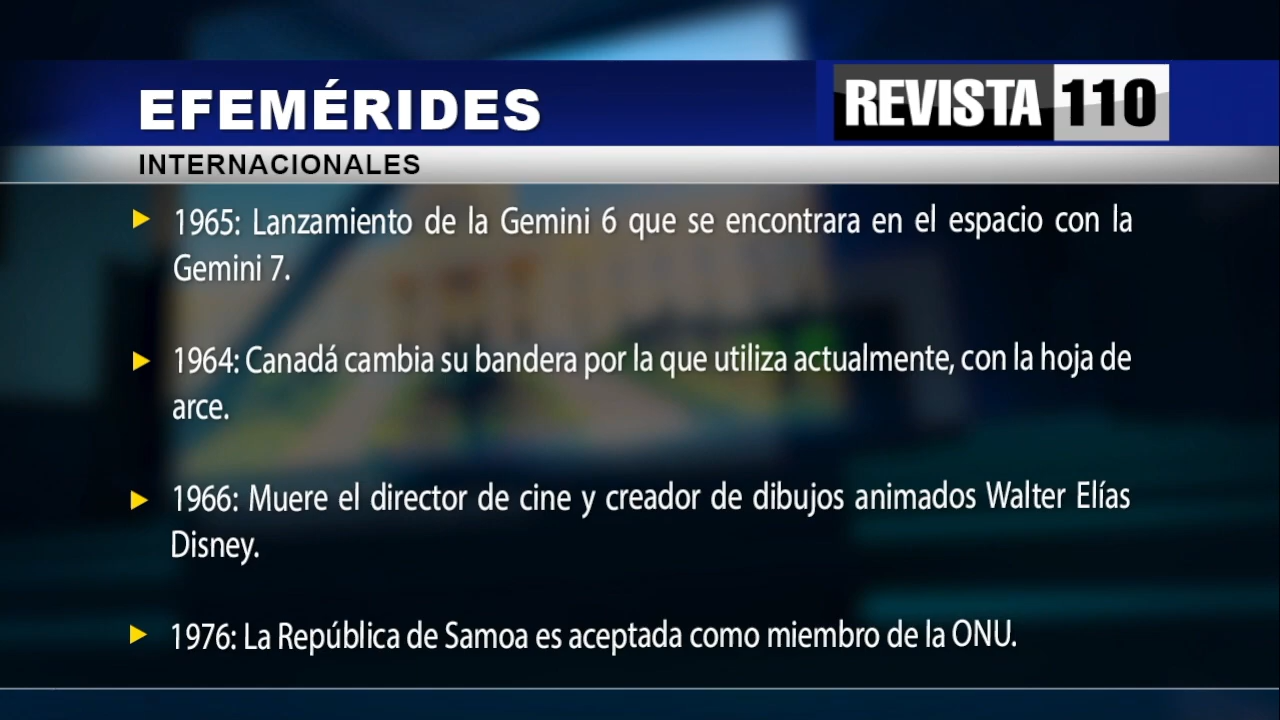 EFEMÉRIDES
REVISTA 110
INTERNACIONALES
1965: Lanzamiento de la Gemini 6 que se encontrara en el espacio con la
Gemini 7.
1964: Canadá cambia su bandera por la que utiliza actualmente, con la hoja de
arce.
1966: Muere el director de cine y creador de dibujos animados Walter Elías
Disney.
1976: La República de Samoa es aceptada como miembro de la ONU.